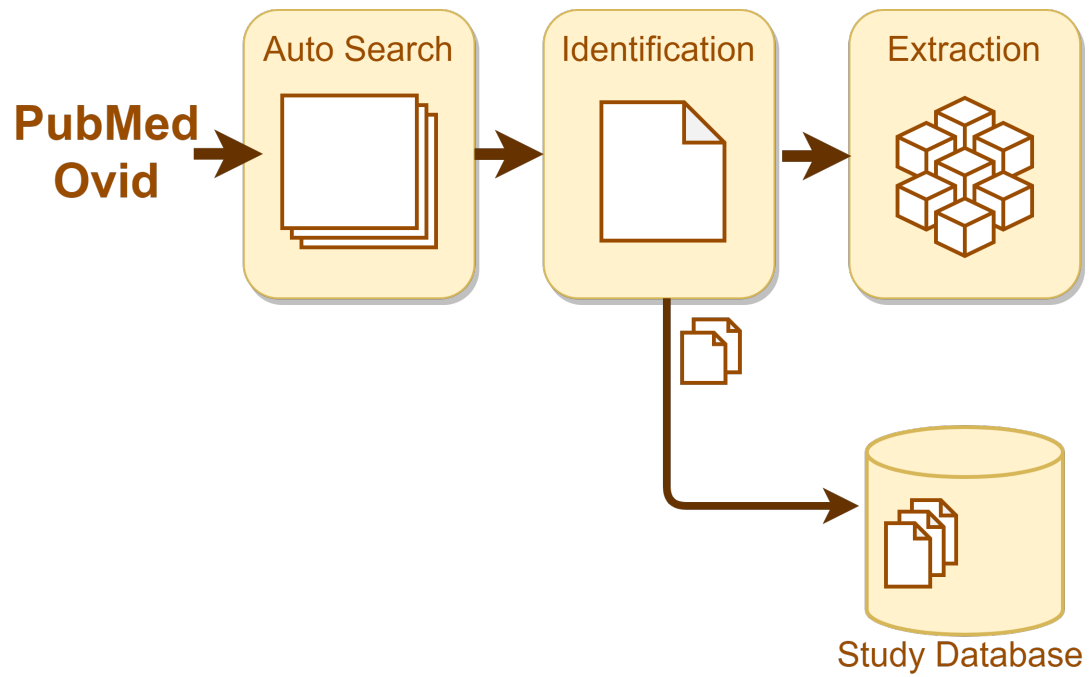 Auto Search
Identification
Extraction
PubMed
Ovid
Study Database